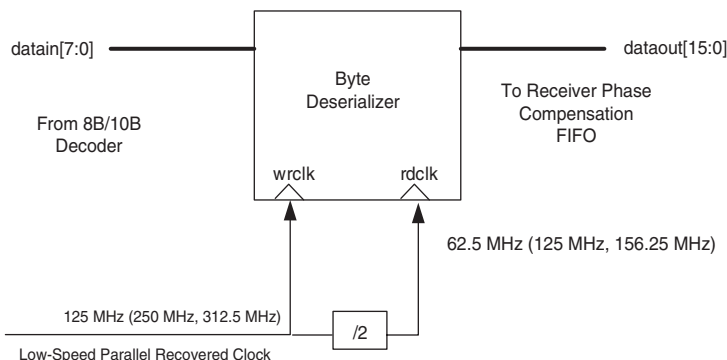 datain[7:0]
dataout[15:0]
Byte
Deserializer
From 8B/10B
Decoder
To Receiver Phase
Compensation
FIFO
wrclk
rdclk
62.5 MHz (125 MHz, 156.25 MHz)
125 MHz (250 MHz, 312.5 MHz)
/2
Low-Speed Parallel Recovered Clock